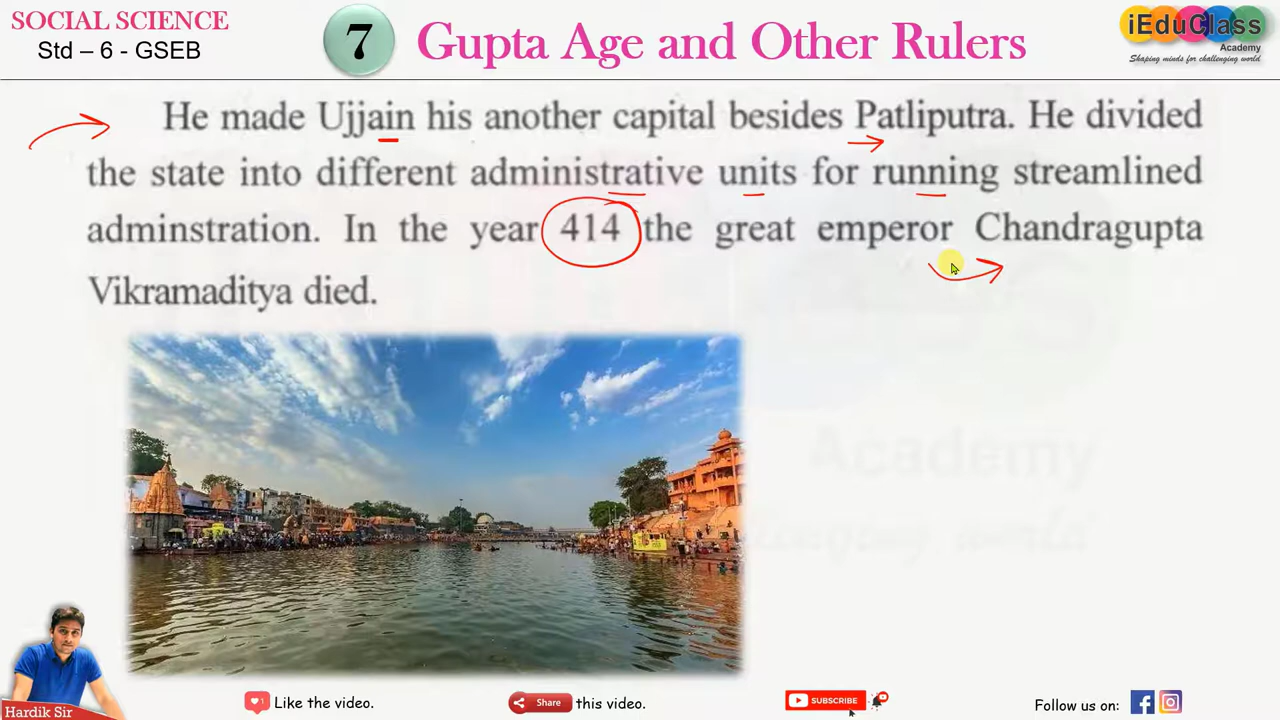 SOCIAL SCIENCE
Std – 6 - GSEB
7
Gupta Age and Other Rulers
iEduClass
Academy
Shaping minds for challenging world
He made Ujjain his another capital besides Patliputra. He divided
the state into different administrative units for running streamlined
adminstration. In the year 414 the great emperor Chandragupta
Vikramaditya died.
Academy
Hardik Sir
Like the video.
Share this video.
SUBSCRIBE
Follow us on: